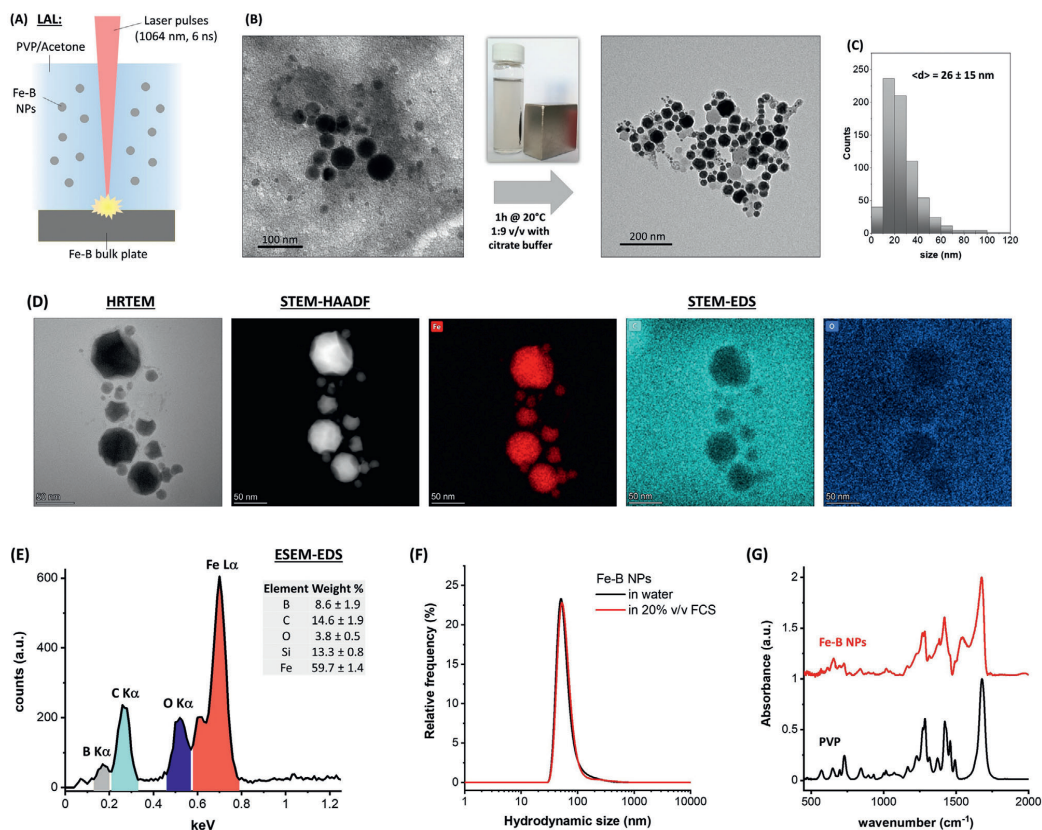 (A) LAL:
Laser pulses
(1064 nm, 6 ns)
PVP/Acetone
Fe-B
NPs
Fe-B bulk plate
(B)
100 nm
1h @ 20°C
1:9 v/v with
citrate buffer
200 nm
(C)
<d> = 26 ± 15 nm
Counts
250
200
150
100
50
0
0 20 40 60 80 100 120
size (nm)
(D)
HRTEM
STEM-HAADF
STEM-EDS
Fe
O
50 nm
50 nm
50 nm
50 nm
50 nm
(E)
ESEM-EDS
Fe Lα
Element Weight %
B 8.6 ± 1.9
C 14.6 ± 1.9
O 3.8 ± 0.5
Si 13.3 ± 0.8
Fe 59.7 ± 1.4
C Kα
O Kα
B Kα
counts (a.u.)
600
400
200
0
0 0.2 0.4 0.6 0.8 1.0 1.2
keV
(F)
Fe-B NPs
in water
in 20% v/v FCS
Relative frequency (%)
25
20
15
10
5
0
1 10 100 1000 10000
Hydrodynamic size (nm)
(G)
Fe-B NPs
PVP
Absorbance (a.u.)
2
1.5
1
0.5
0
500 1000 1500 2000
wavenumber (cm⁻¹)